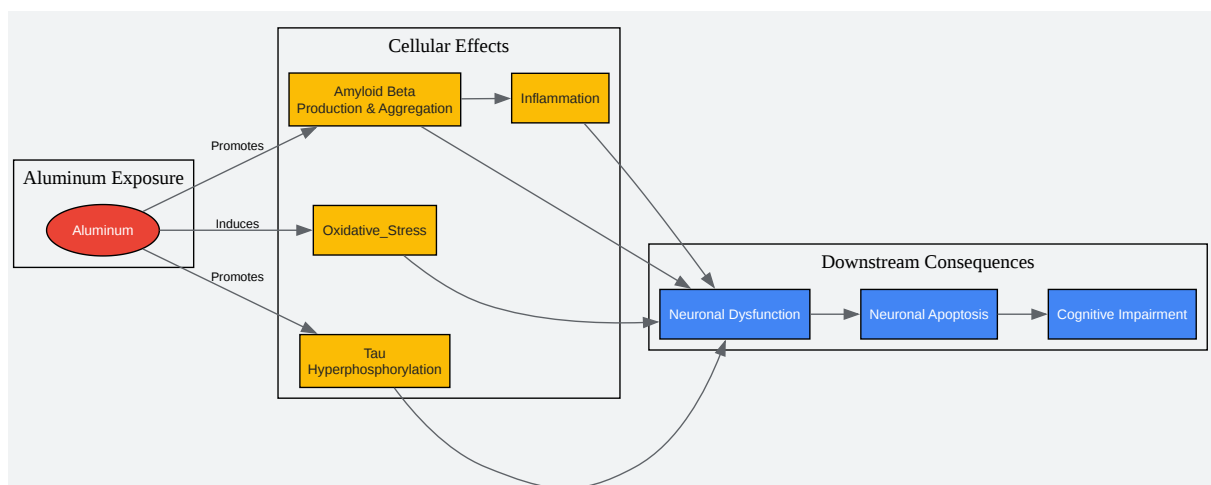 Cellular Effects
Amyloid Beta
Production & Aggregation
Inflammation
Promotes
Aluminum Exposure
Aluminum
Induces
Oxidative_Stress
Promotes
Tau
Hyperphosphorylation
Downstream Consequences
Neuronal Dysfunction
Neuronal Apoptosis
Cognitive Impairment